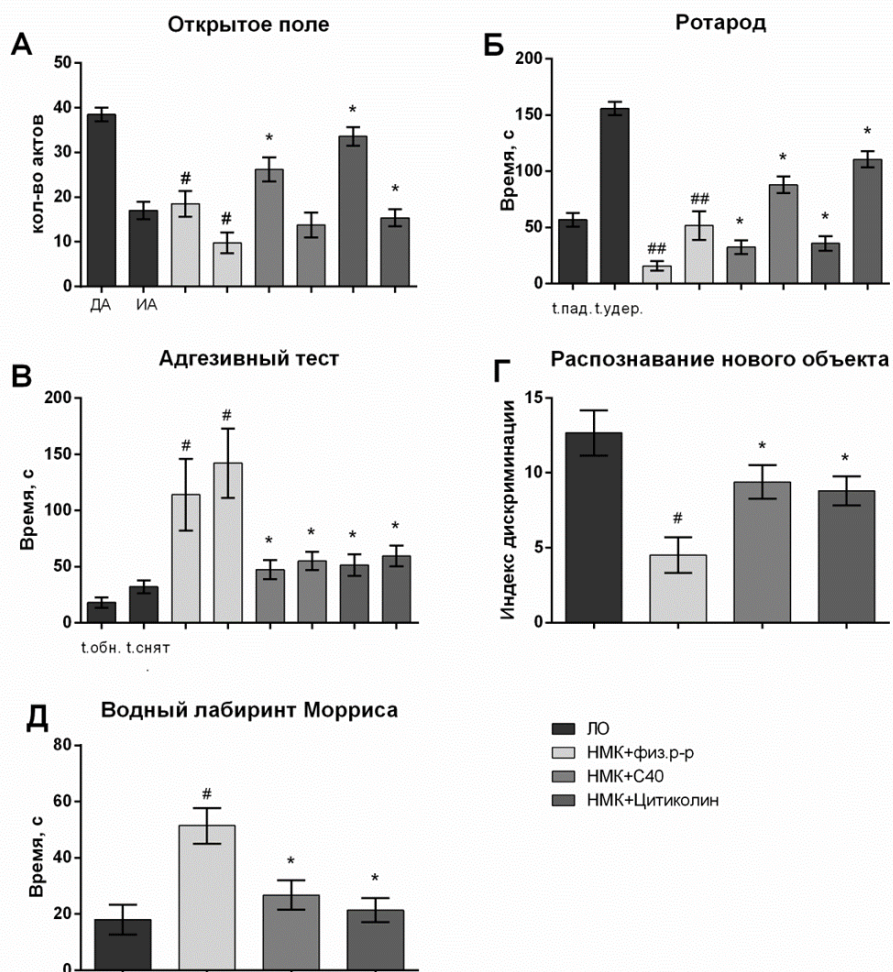 А
Открытое поле
кол-во актов
50
40
30
20
10
0
#
#
*
*
*
ДА ИА
Б
Ротарод
Время, с
200
150
100
50
0
##
##
*
*
*
*
t.пад. t.удер.
В
Адгезивный тест
Время, с
200
150
100
50
0
#
#
*
*
*
*
t.обн. t.снят
Г
Распознавание нового объекта
Индекс дискриминации
15
10
5
0
#
*
*
Д
Водный лабиринт Морриса
Время, с
80
60
40
20
0
#
*
*
ЛО
НМК+физ.р-р
НМК+С40
НМК+Цитиколин